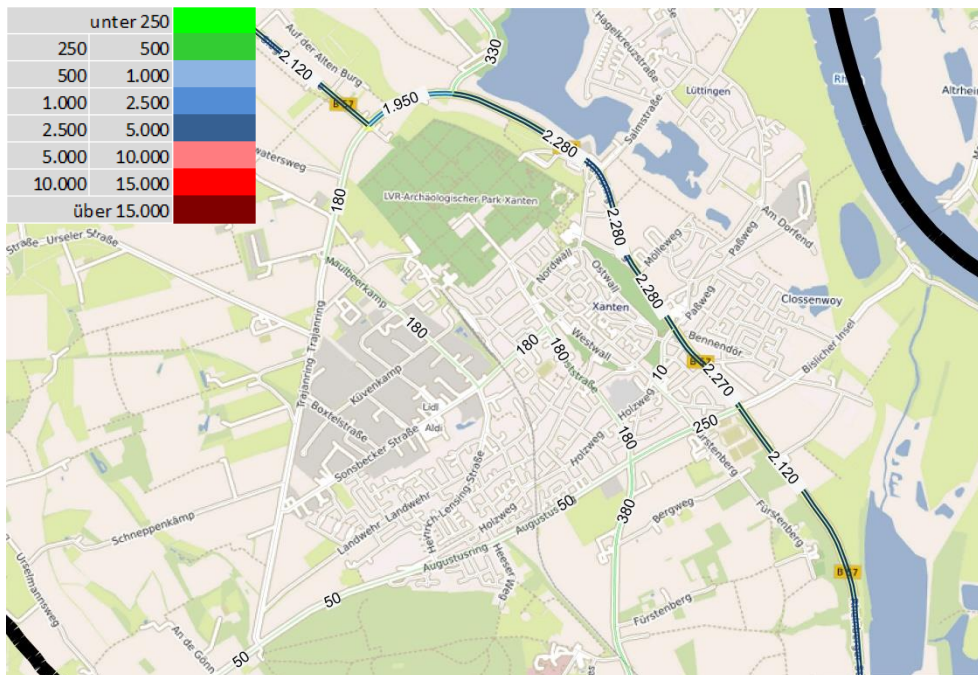 unter 250
250 500
500 1.000
1.000 2.500
2.500 5.000
5.000 10.000
10.000 15.000
über 15.000
Auf der Alten Burg
2.120
B 57
1.950
330
Hagelkreuzstraße
Lüttingen
Salmstraße
2.280
watersweg
180
LVR-Archäologischer Park-Xanten
Straße
Urseler Straße
Maulbeerkamp
Nordwall
Ostwall
2.280
Mölleweg
Paßweg
Am Dorfend
Altrhei
2.280
Xanten
Paßweg
Closenwoy
Bislicher Insel
Trajanring
Trajanring
180
180
180
Westwall
Bennendor
B 57
2.270
Küvenkamp
Boxtelstraße
Lidl
Aldi
Sonsbecker Straße
10
Holzweg
Holzweg
180
250
Fürstenberg
2.120
Schneppenkamp
Landwehr
Landwehr
Heinrich-Lensing-Straße
Holzweg
50
380
Bergweg
Fürstenberg
Augustusring
Heeser Weg
B 57
Urselmannsweg
50
Fürstenberg
An de Gönn
50